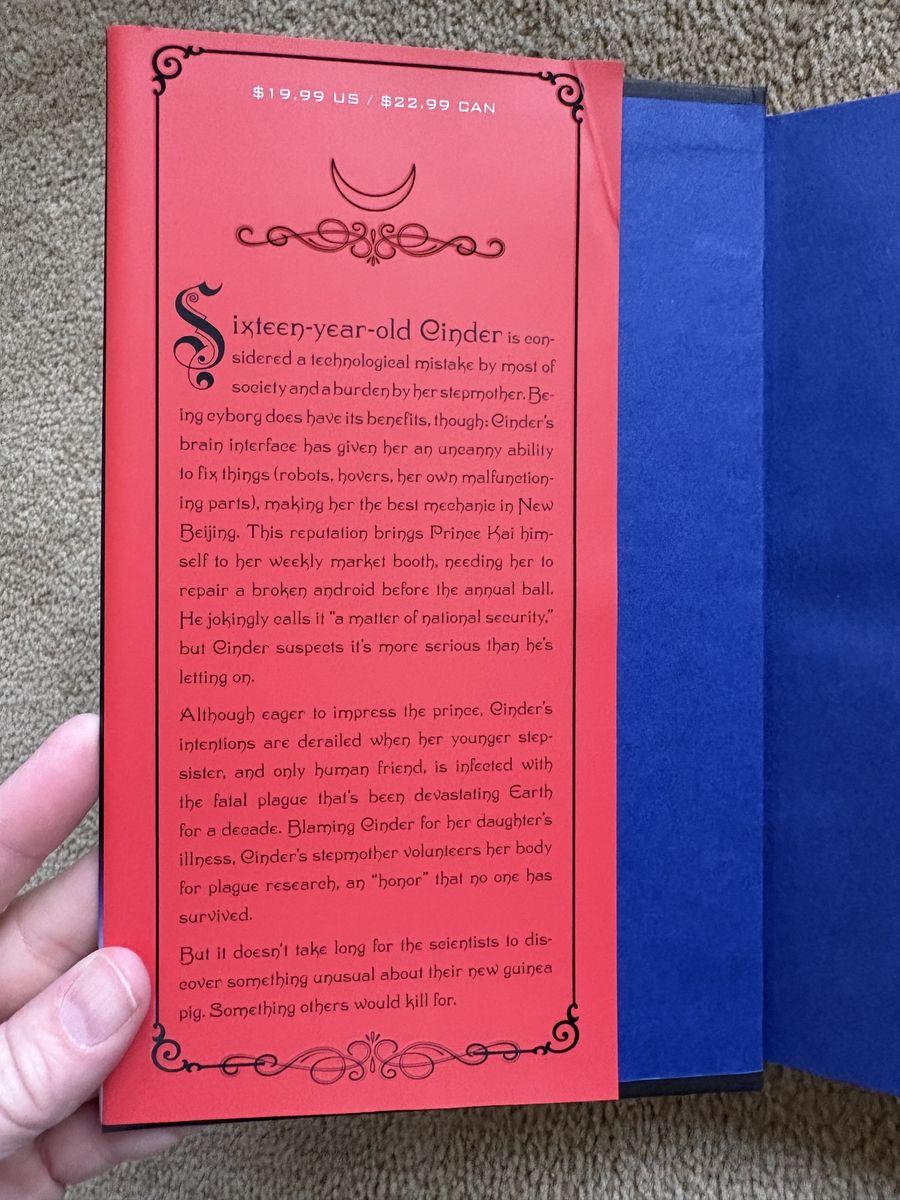 $19.99 US / $22.99 CAN
Sixteen-year-old Cinder is con-
sidered a technological mistake by most of
society and a burden by her stepmother. Be-
ing cyborg does have its benefits, though: Cinder's
brain interface has given her an uncanny ability
to fix things (robots, hovers, her own malfunction-
ing parts), making her the best mechanic in New
Beijing. This reputation brings Prince Kai him-
self to her weekly market booth, needing her to
repair a broken android before the annual ball.
He jokingly calls it “a matter of national security,”
but Cinder suspects it's more serious than he's
letting on.
Although eager to impress the prince, Cinder's
intentions are derailed when her younger step-
sister, and only human friend, is infected with
the fatal plague that's been devastating Earth
for a decade. Blaming Cinder for her daughter's
illness, Cinder's stepmother volunteers her body
for plague research, an “honor” that no one has
survived.
But it doesn't take long for the scientists to dis-
cover something unusual about their new guinea
pig. Something others would kill for.